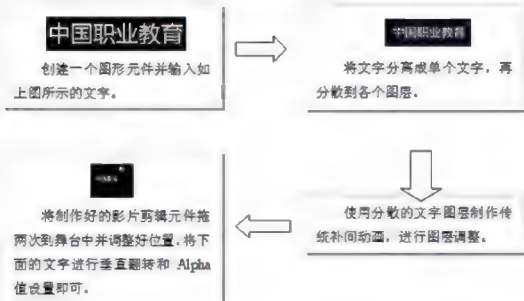 中国职业教育
创建一个图形元件并输入如
上图所示的文字。
中国职业教育
将文字分离成单个文字，再
分散到各个图层。
使用分散的文字图层制作传
统补间动画，进行图层调整。
将制作好的影片剪辑元件拖
两次到舞台中并调整好位置，将下
面的文字进行垂直翻转和 Alpha
值设置即可。